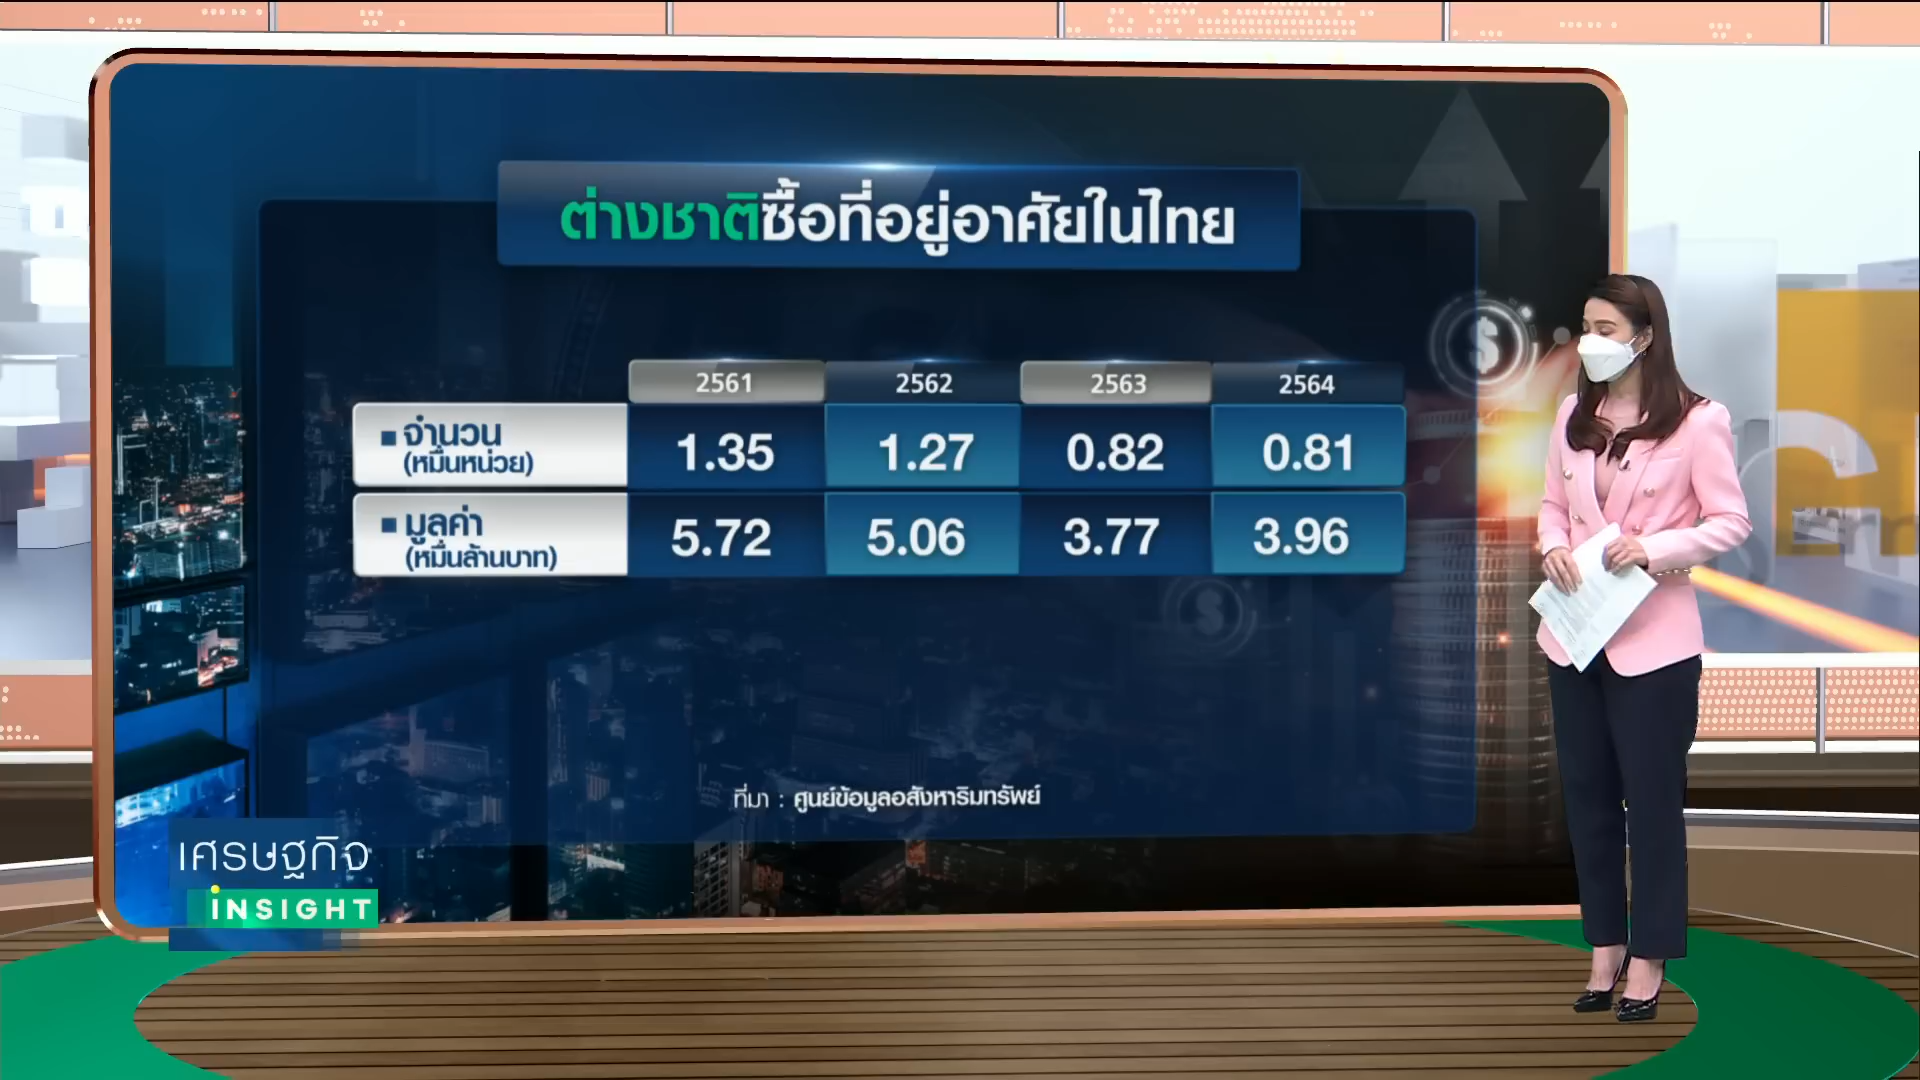 ต่างชาติซื้อที่อยู่อาศัยในไทย
2561 2562 2563 2564
จำนวน 1.35 1.27 0.82 0.81
(หมื่นหน่วย)
มูลค่า 5.72 5.06 3.77 3.96
(หมื่นล้านบาท)
ที่มา : ศูนย์ข้อมูลอสังหาริมทรัพย์
เศรษฐกิจ
INSIGHT